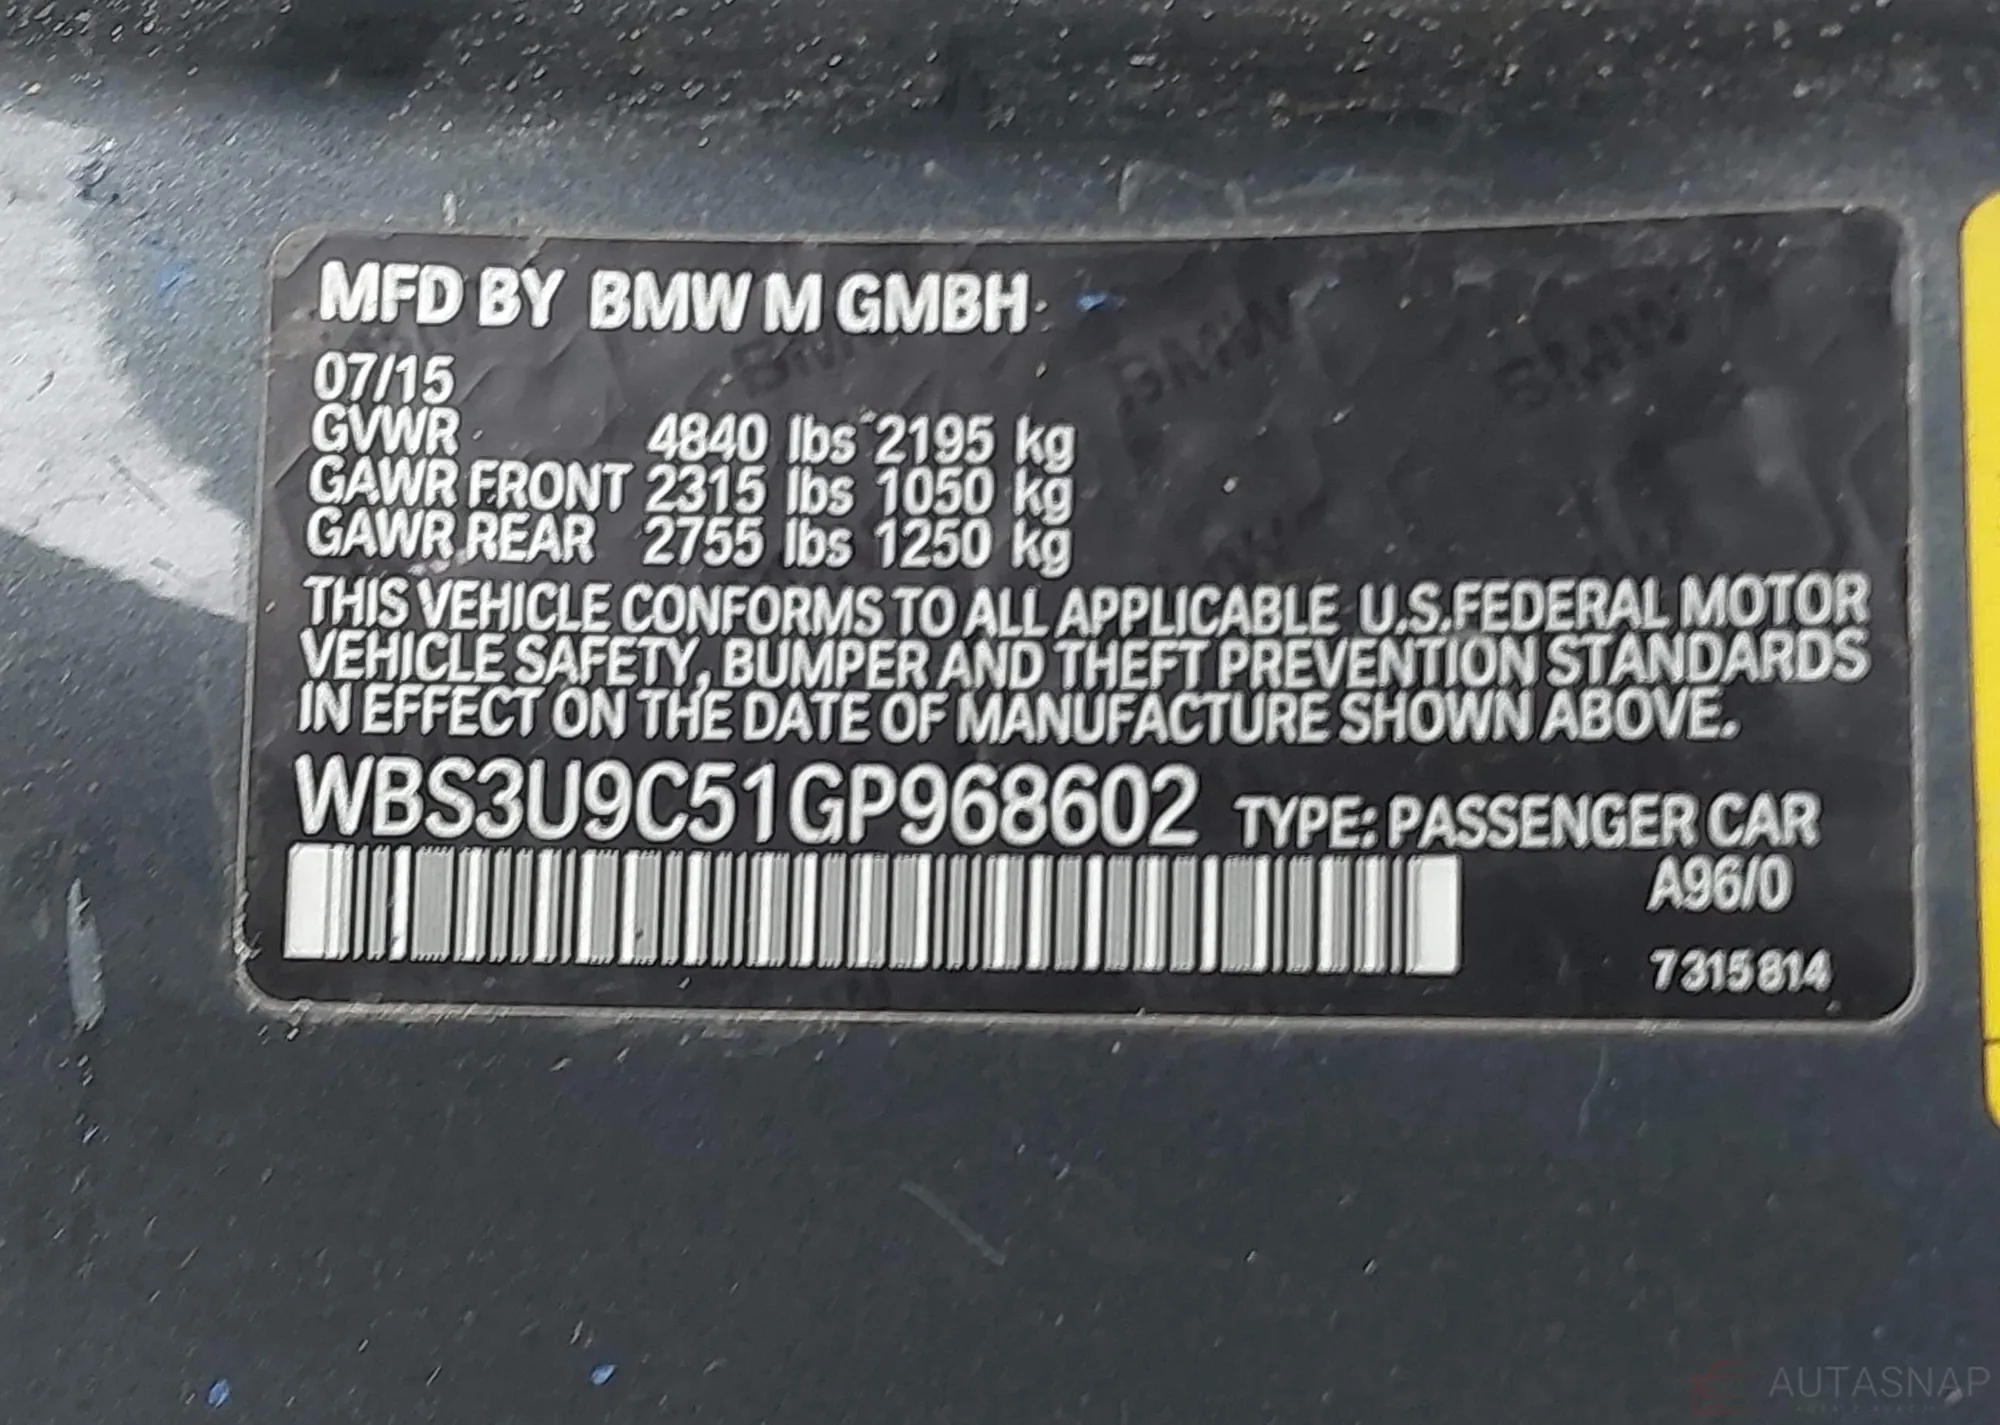 MFD BY BMW M GMBH
07/15
GVWR 4840 lbs 2195 kg
GAWR FRONT 2315 lbs 1050 kg
GAWR REAR 2755 lbs 1250 kg
THIS VEHICLE CONFORMS TO ALL APPLICABLE U.S.FEDERAL MOTOR
VEHICLE SAFETY, BUMPER AND THEFT PREVENTION STANDARDS
IN EFFECT ON THE DATE OF MANUFACTURE SHOWN ABOVE.
WBS3U9C51GP968602 TYPE: PASSENGER CAR
A96/0
7315814
AUTASNAP